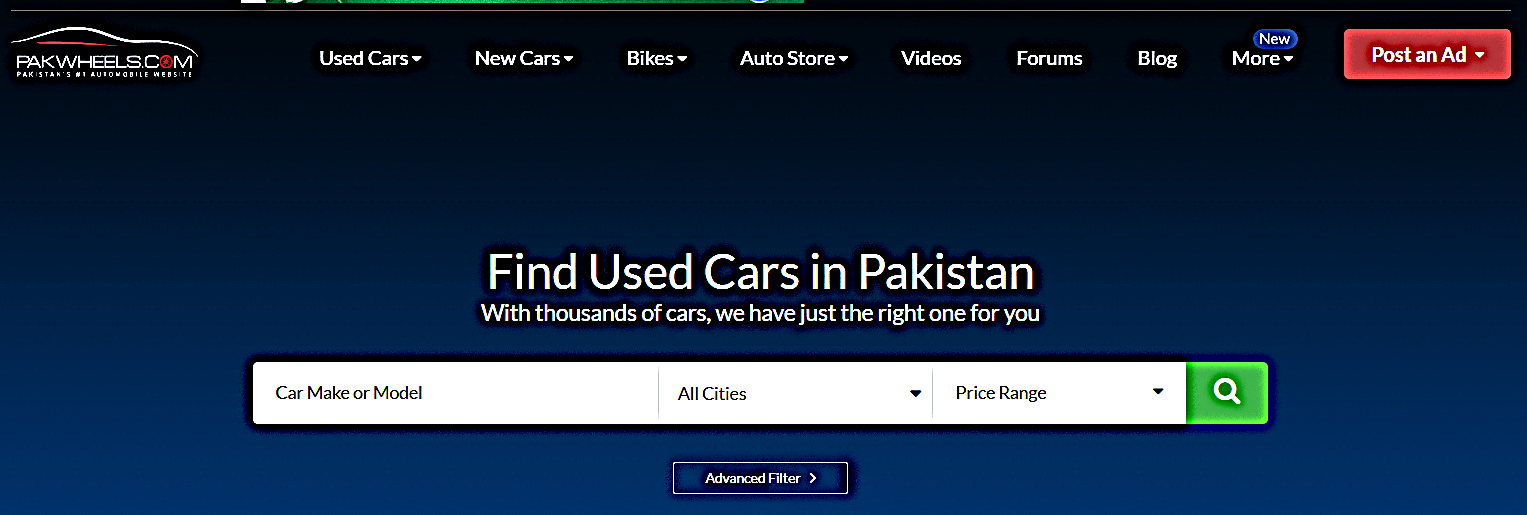 New
PAKWHEELS.COM
PAKISTAN'S #1 AUTOMOBILE WEBSITE
Used Cars New Cars Bikes Auto Store Videos Forums Blog More Post an Ad
Find Used Cars in Pakistan
With thousands of cars, we have just the right one for you
Car Make or Model All Cities Price Range
Advanced Filter